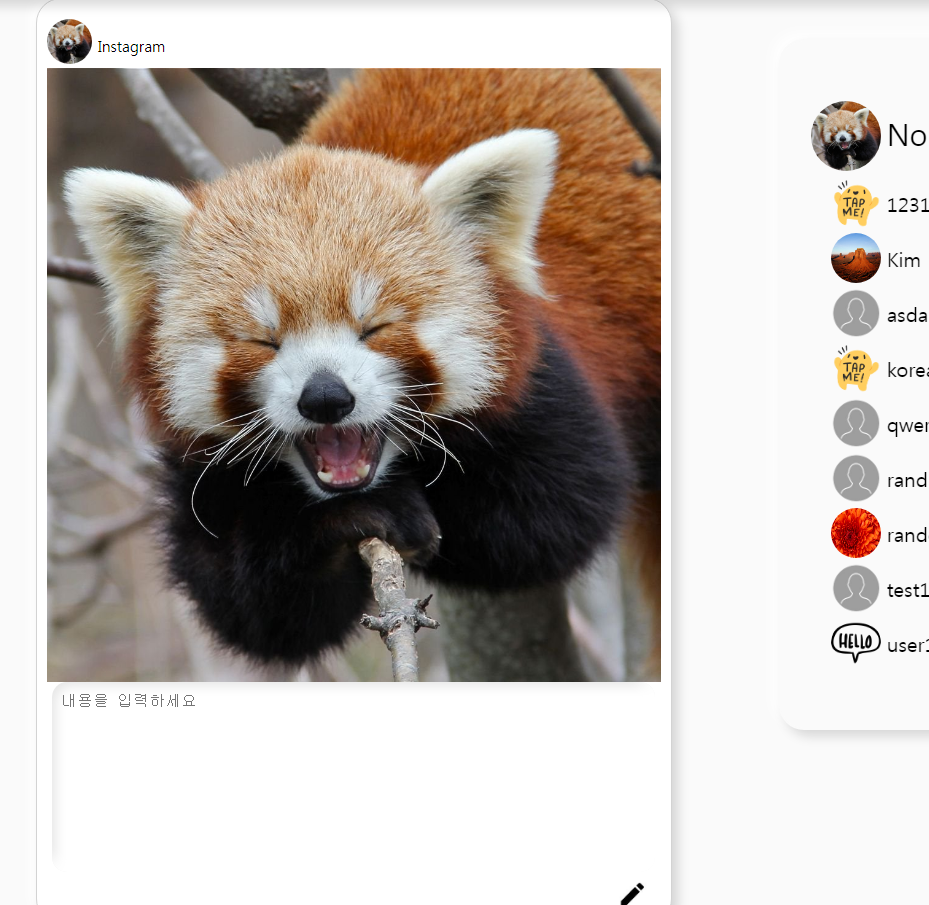 Instagram
내용을 입력하세요
No
TAP
ME!
1231
Kim
asda
TAP
ME!
korea
qwer
rand
rand
test1
HELLO
user1